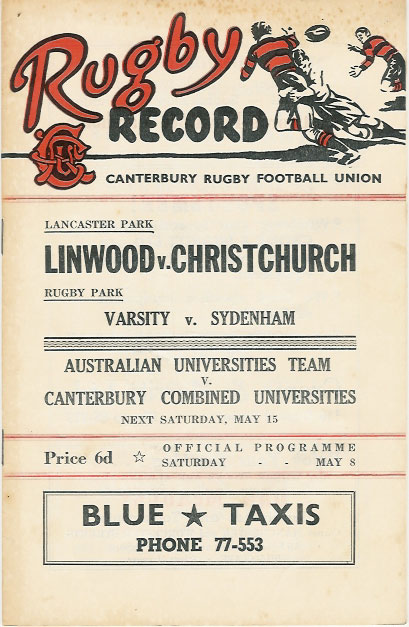 Rugby
RECORD
CANTERBURY RUGBY FOOTBALL UNION
LANCASTER PARK
LINWOOD v. CHRISTCHURCH
RUGBY PARK
VARSITY v. SYDENHAM
AUSTRALIAN UNIVERSITIES TEAM
V.
CANTERBURY COMBINED UNIVERSITIES
NEXT SATURDAY, MAY 15
Price 6d ☆ OFFICIAL PROGRAMME
SATURDAY - - MAY 8
BLUE ★ TAXIS
PHONE 77-553